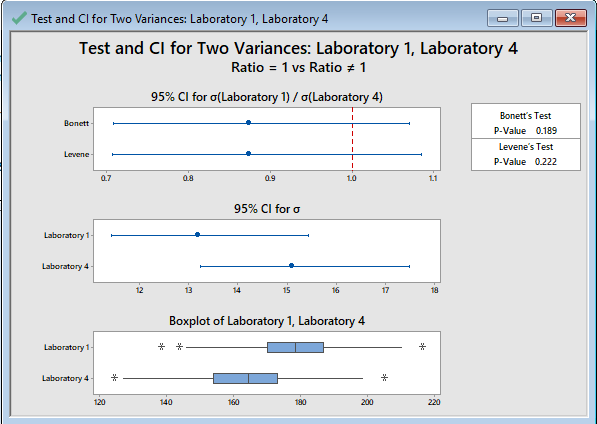 Test and CI for Two Variances: Laboratory 1, Laboratory 4
Test and CI for Two Variances: Laboratory 1, Laboratory 4
Ratio = 1 vs Ratio ≠ 1
95% CI for σ(Laboratory 1) / σ(Laboratory 4)
Bonett
Levene
0.7 0.8 0.9 1.0 1.1
Bonett's Test
P-Value 0.189
Levene's Test
P-Value 0.222
95% CI for σ
Laboratory 1
Laboratory 4
12 13 14 15 16 17 18
Boxplot of Laboratory 1, Laboratory 4
Laboratory 1
Laboratory 4
120 140 160 180 200 220